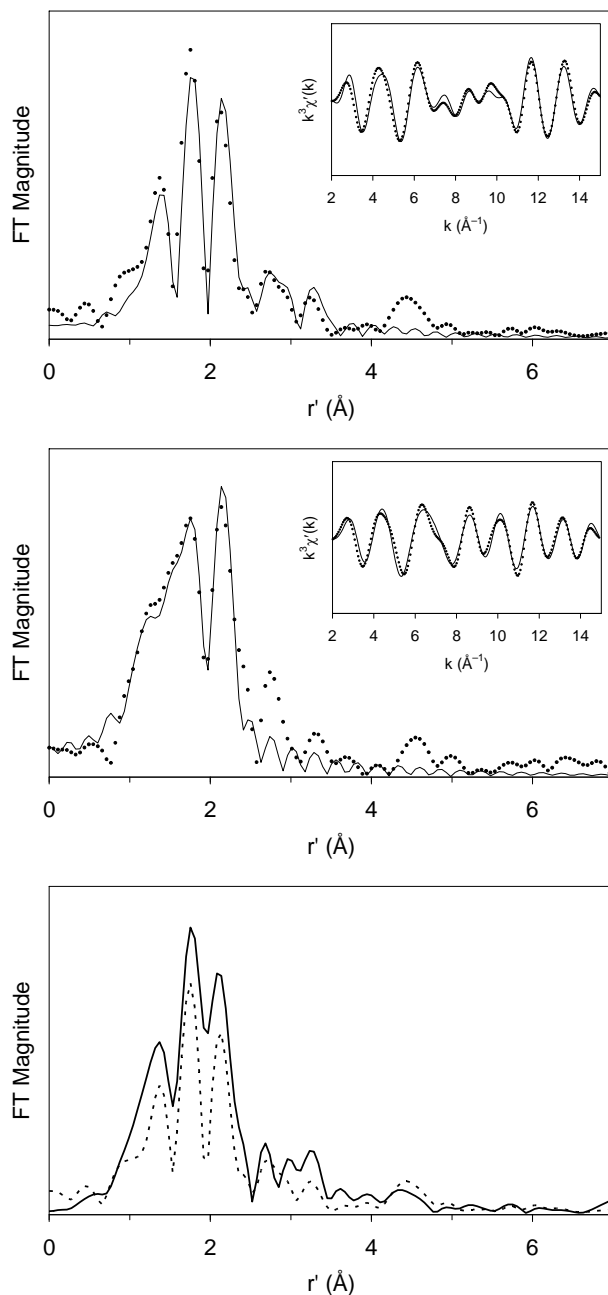 FT Magnitude
k³χ'(k)
2 4 6 8 10 12 14
k (Å⁻¹)
0 2 4 6
r' (Å)
FT Magnitude
k³χ'(k)
2 4 6 8 10 12 14
k (Å⁻¹)
0 2 4 6
r' (Å)
FT Magnitude
0 2 4 6
r' (Å)